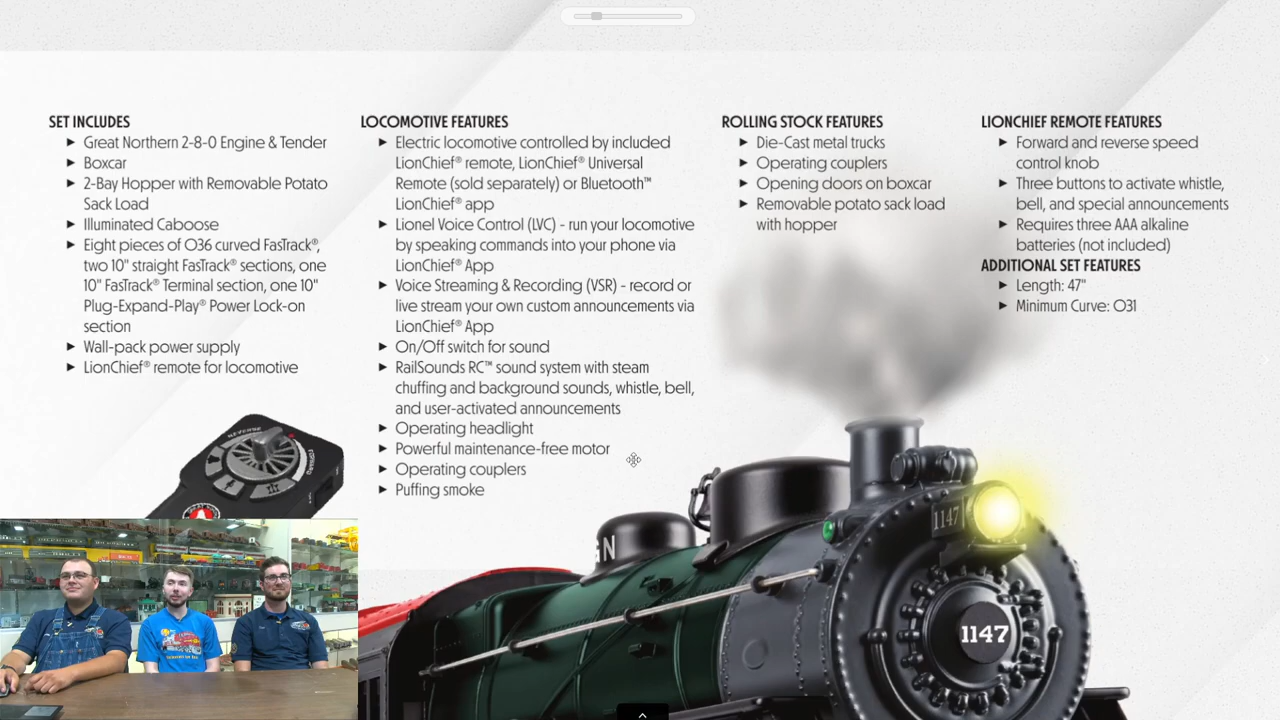 SET INCLUDES
► Great Northern 2-8-0 Engine & Tender
► Boxcar
► 2-Bay Hopper with Removable Potato
Sack Load
► Illuminated Caboose
► Eight pieces of O36 curved FasTrack®,
two 10" straight FasTrack® sections, one
10" FasTrack® Terminal section, one 10"
Plug-Expand-Play® Power Lock-on
section
► Wall-pack power supply
► LionChief® remote for locomotive
LOCOMOTIVE FEATURES
► Electric locomotive controlled by included
LionChief® remote, LionChief® Universal
Remote (sold separately) or Bluetooth™
LionChief® app
► Lionel Voice Control (LVC) - run your locomotive
by speaking commands into your phone via
LionChief® App
► Voice Streaming & Recording (VSR) - record or
live stream your own custom announcements via
LionChief® App
► On/Off switch for sound
► RailSounds RC™ sound system with steam
chuffing and background sounds, whistle, bell,
and user-activated announcements
► Operating headlight
► Powerful maintenance-free motor
► Operating couplers
► Puffing smoke
ROLLING STOCK FEATURES
► Die-Cast metal trucks
► Operating couplers
► Opening doors on boxcar
► Removable potato sack load
with hopper
LIONCHIEF REMOTE FEATURES
► Forward and reverse speed
control knob
► Three buttons to activate whistle,
bell, and special announcements
► Requires three AAA alkaline
batteries (not included)
ADDITIONAL SET FEATURES
► Length: 47"
► Minimum Curve: O31
REVERSE
FORWARD
N
1147
1147